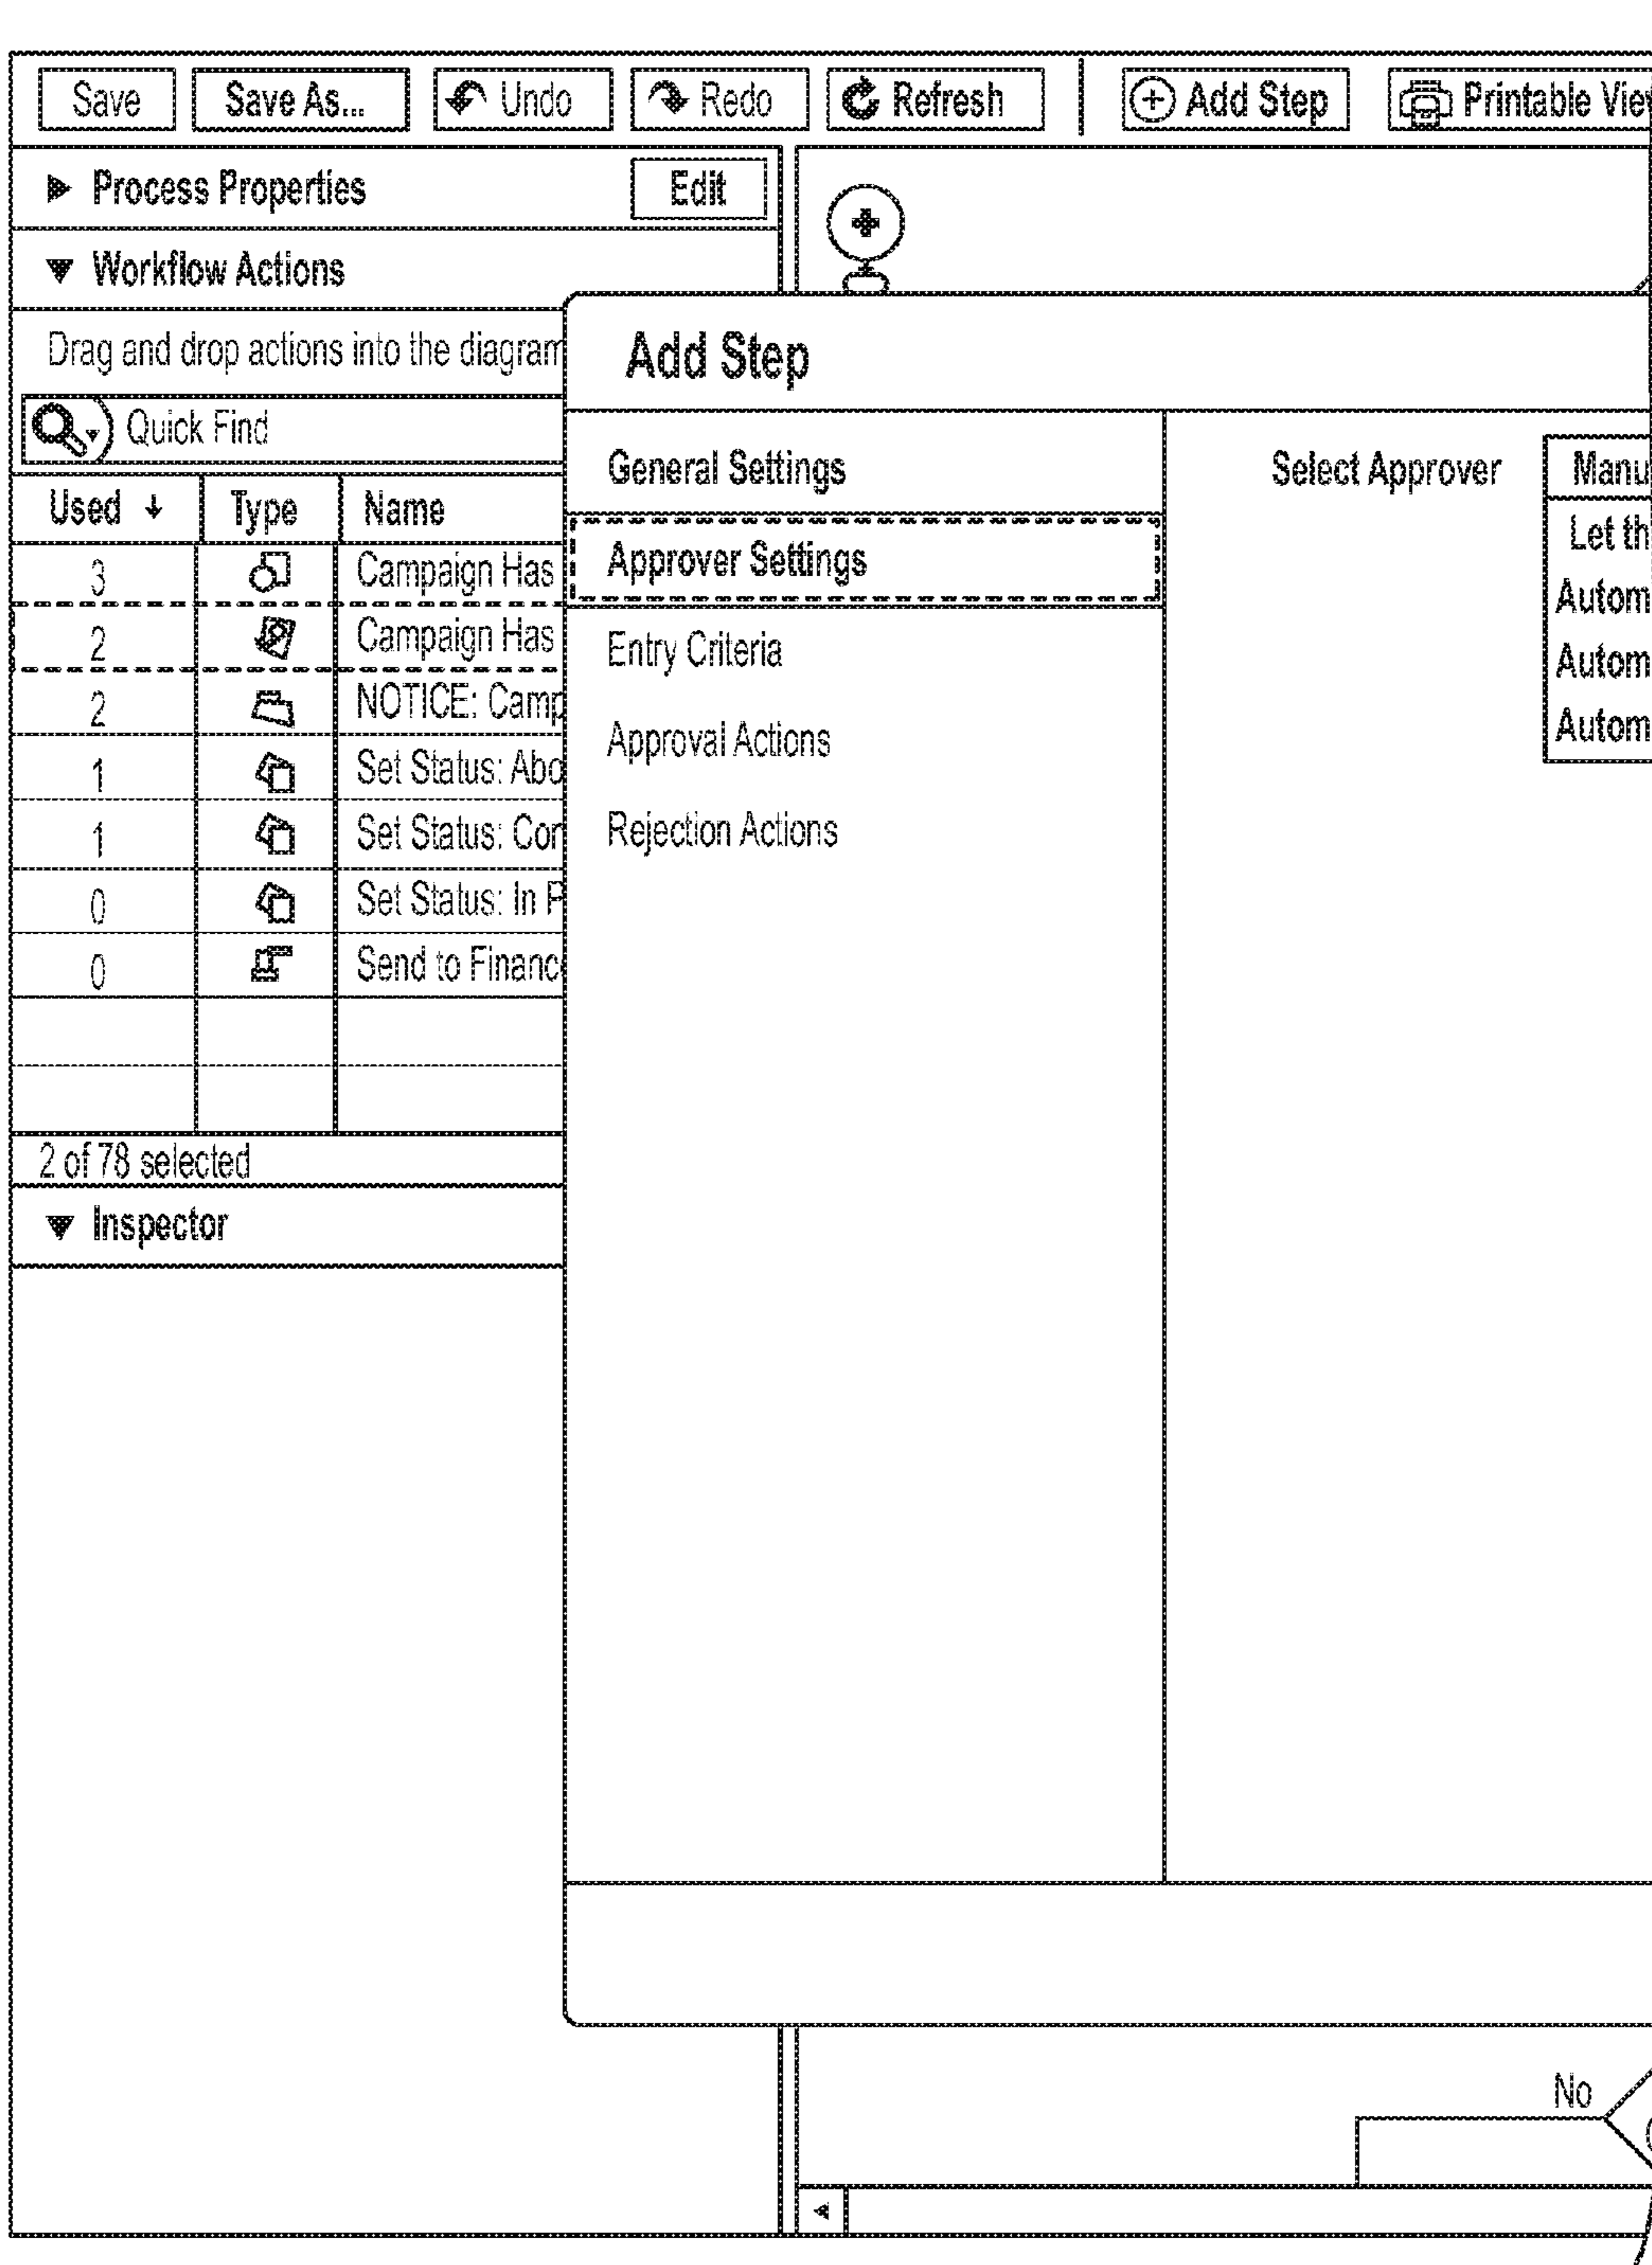 Save Save As... Undo Redo Refresh Add Step Printable View
Process Properties Edit
Workflow Actions
Drag and drop actions into the diagram
Quick Find
Used Type Name
3 Campaign Has
2 Campaign Has
2 NOTICE: Camp
1 Set Status: Abo
1 Set Status: Con
0 Set Status: In P
0 Send to Finance
2 of 78 selected
Inspector
Add Step
General Settings
Approver Settings
Entry Criteria
Approval Actions
Rejection Actions
Select Approver Manu
Let th
Autom
Autom
Autom
No